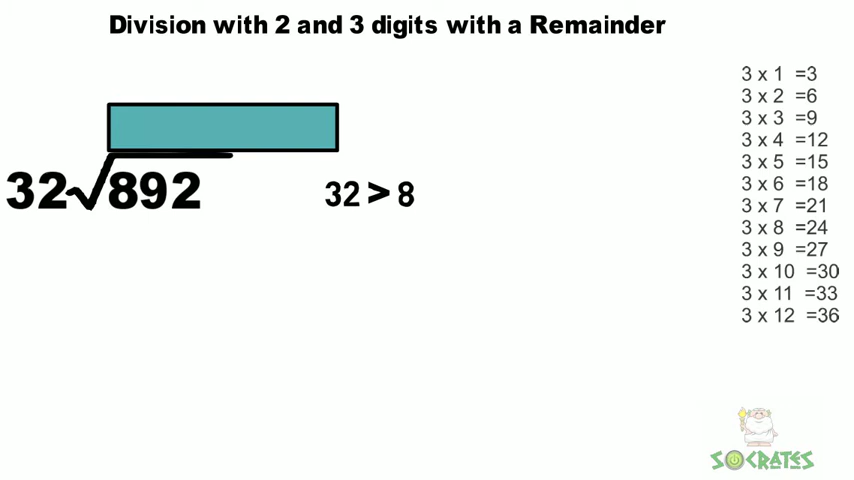 Division with 2 and 3 digits with a Remainder
3 x 1 =3
3 x 2 =6
3 x 3 =9
3 x 4 =12
3 x 5 =15
3 x 6 =18
3 x 7 =21
3 x 8 =24
3 x 9 =27
3 x 10 =30
3 x 11 =33
3 x 12 =36
32√892
32 > 8
SOCRATES